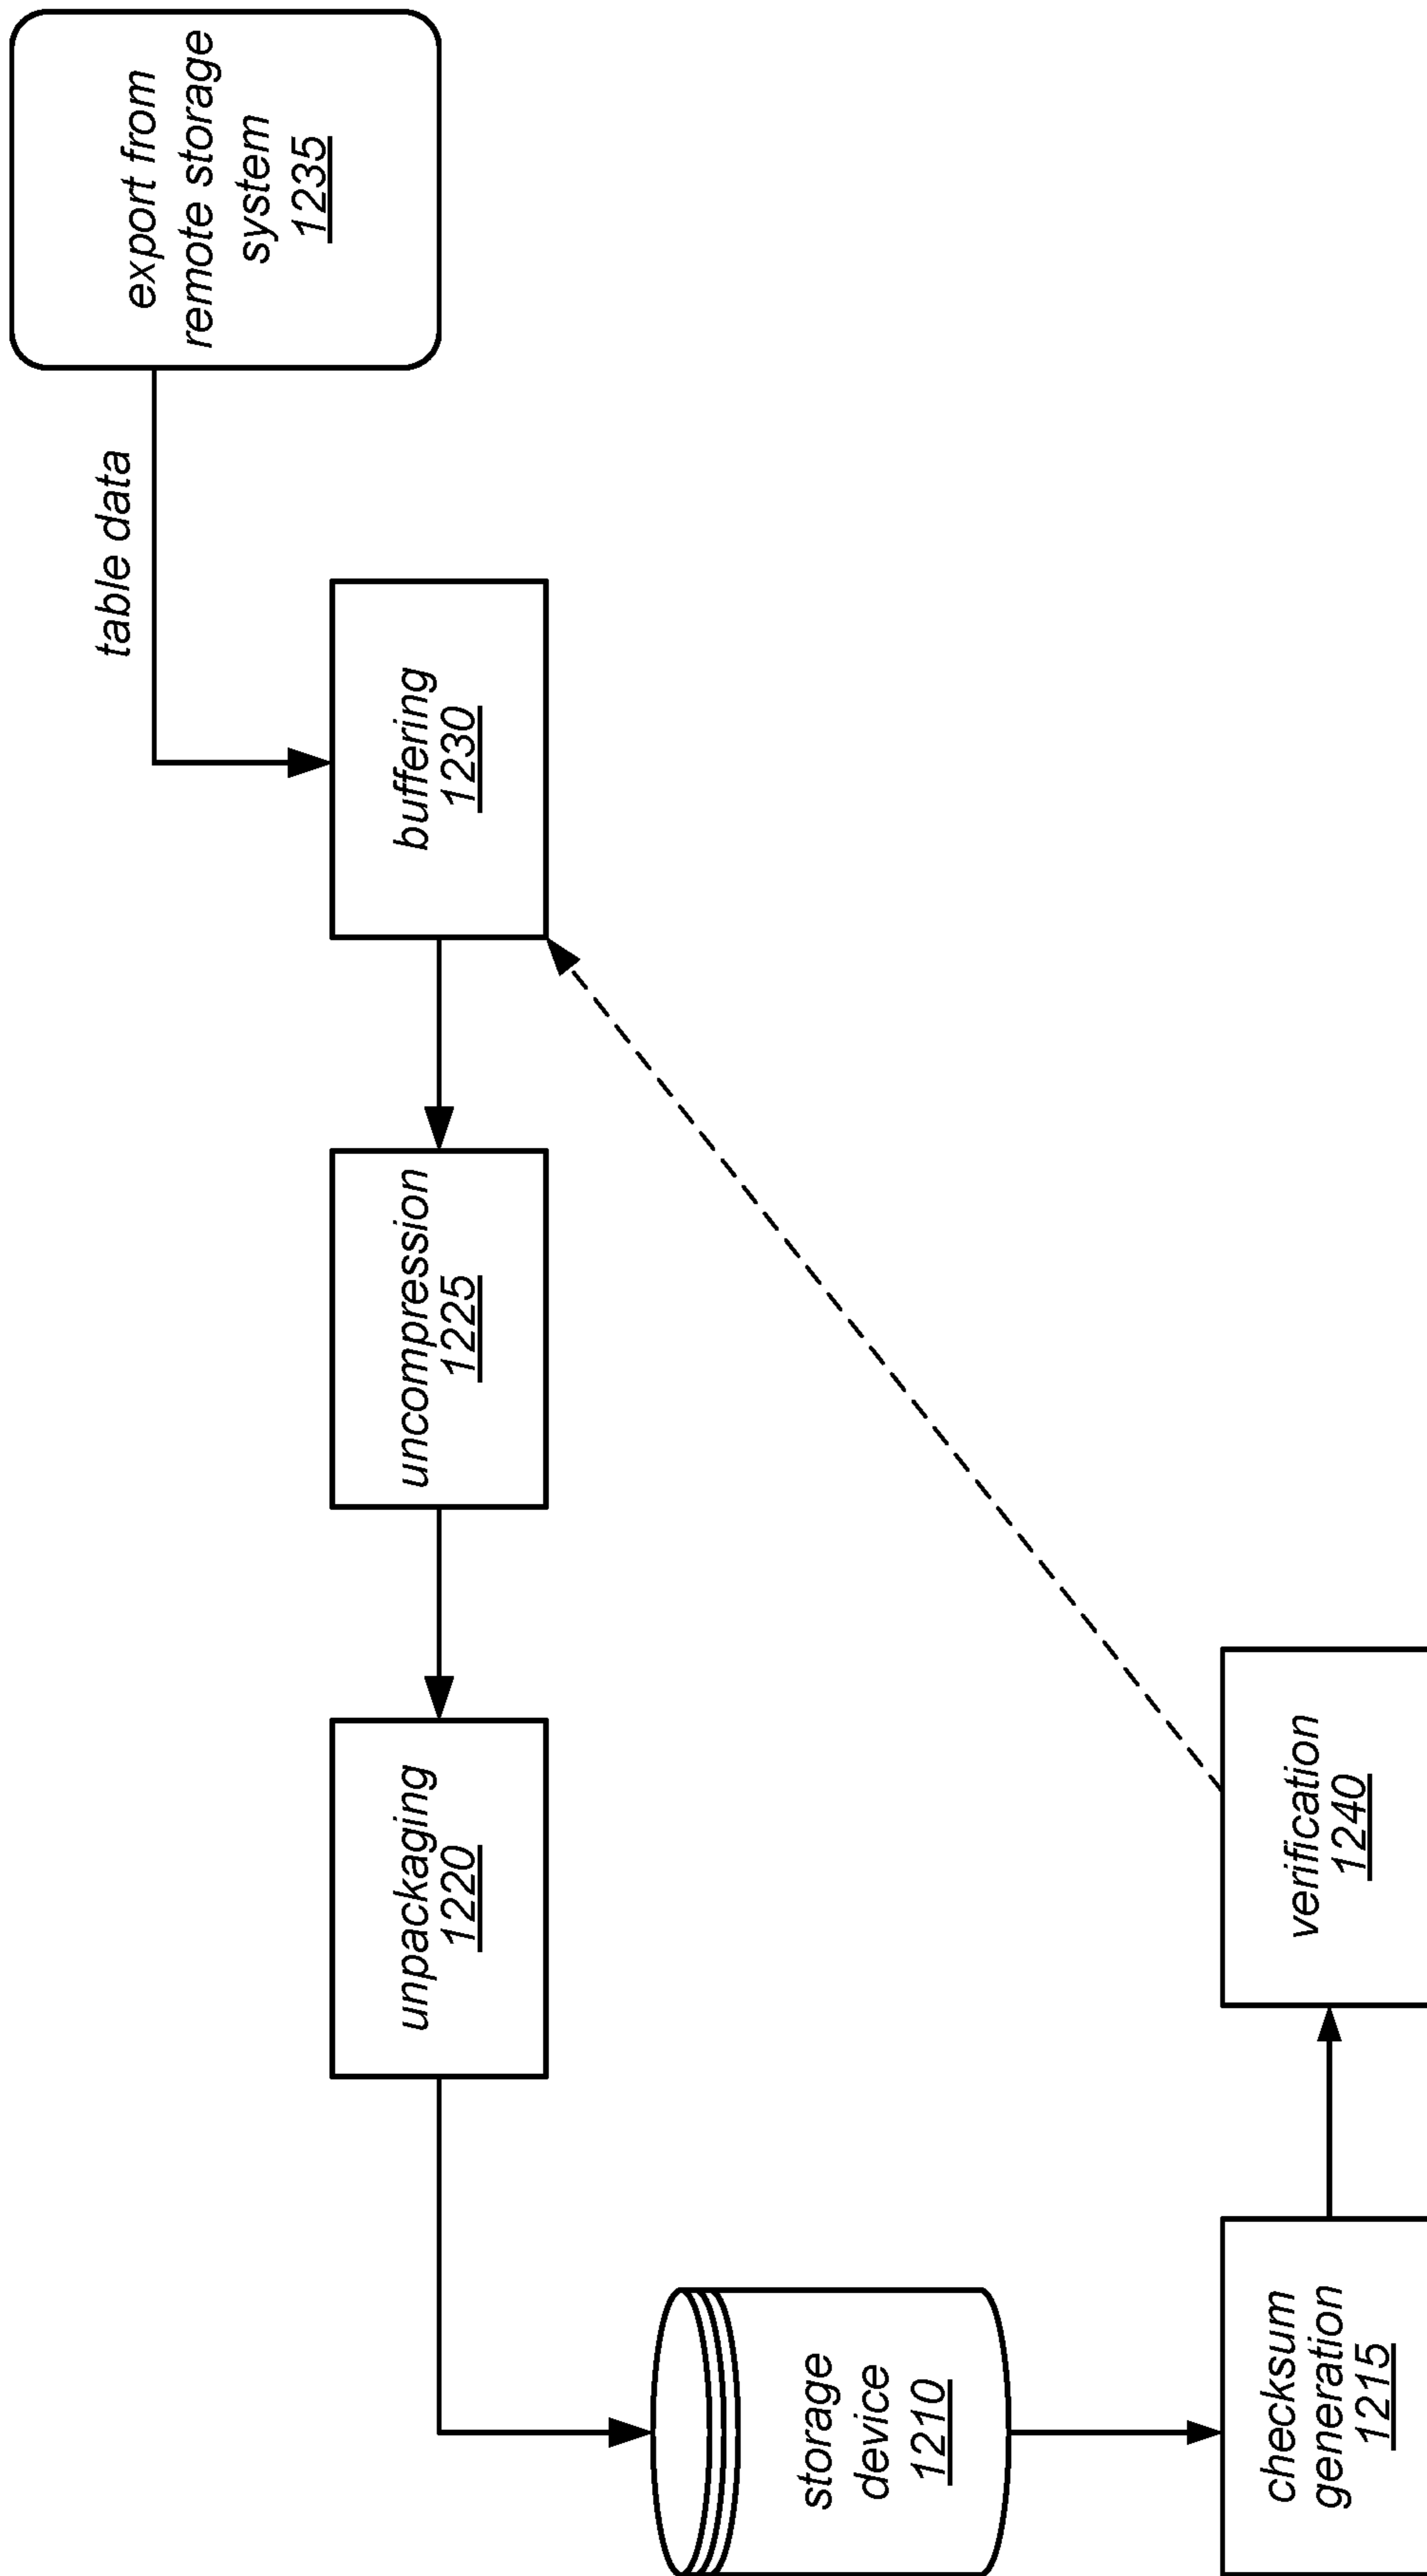 export from
remote storage
system
1235
table data
buffering
1230
uncompression
1225
unpackaging
1220
storage
device
1210
checksum
generation
1215
verification
1240